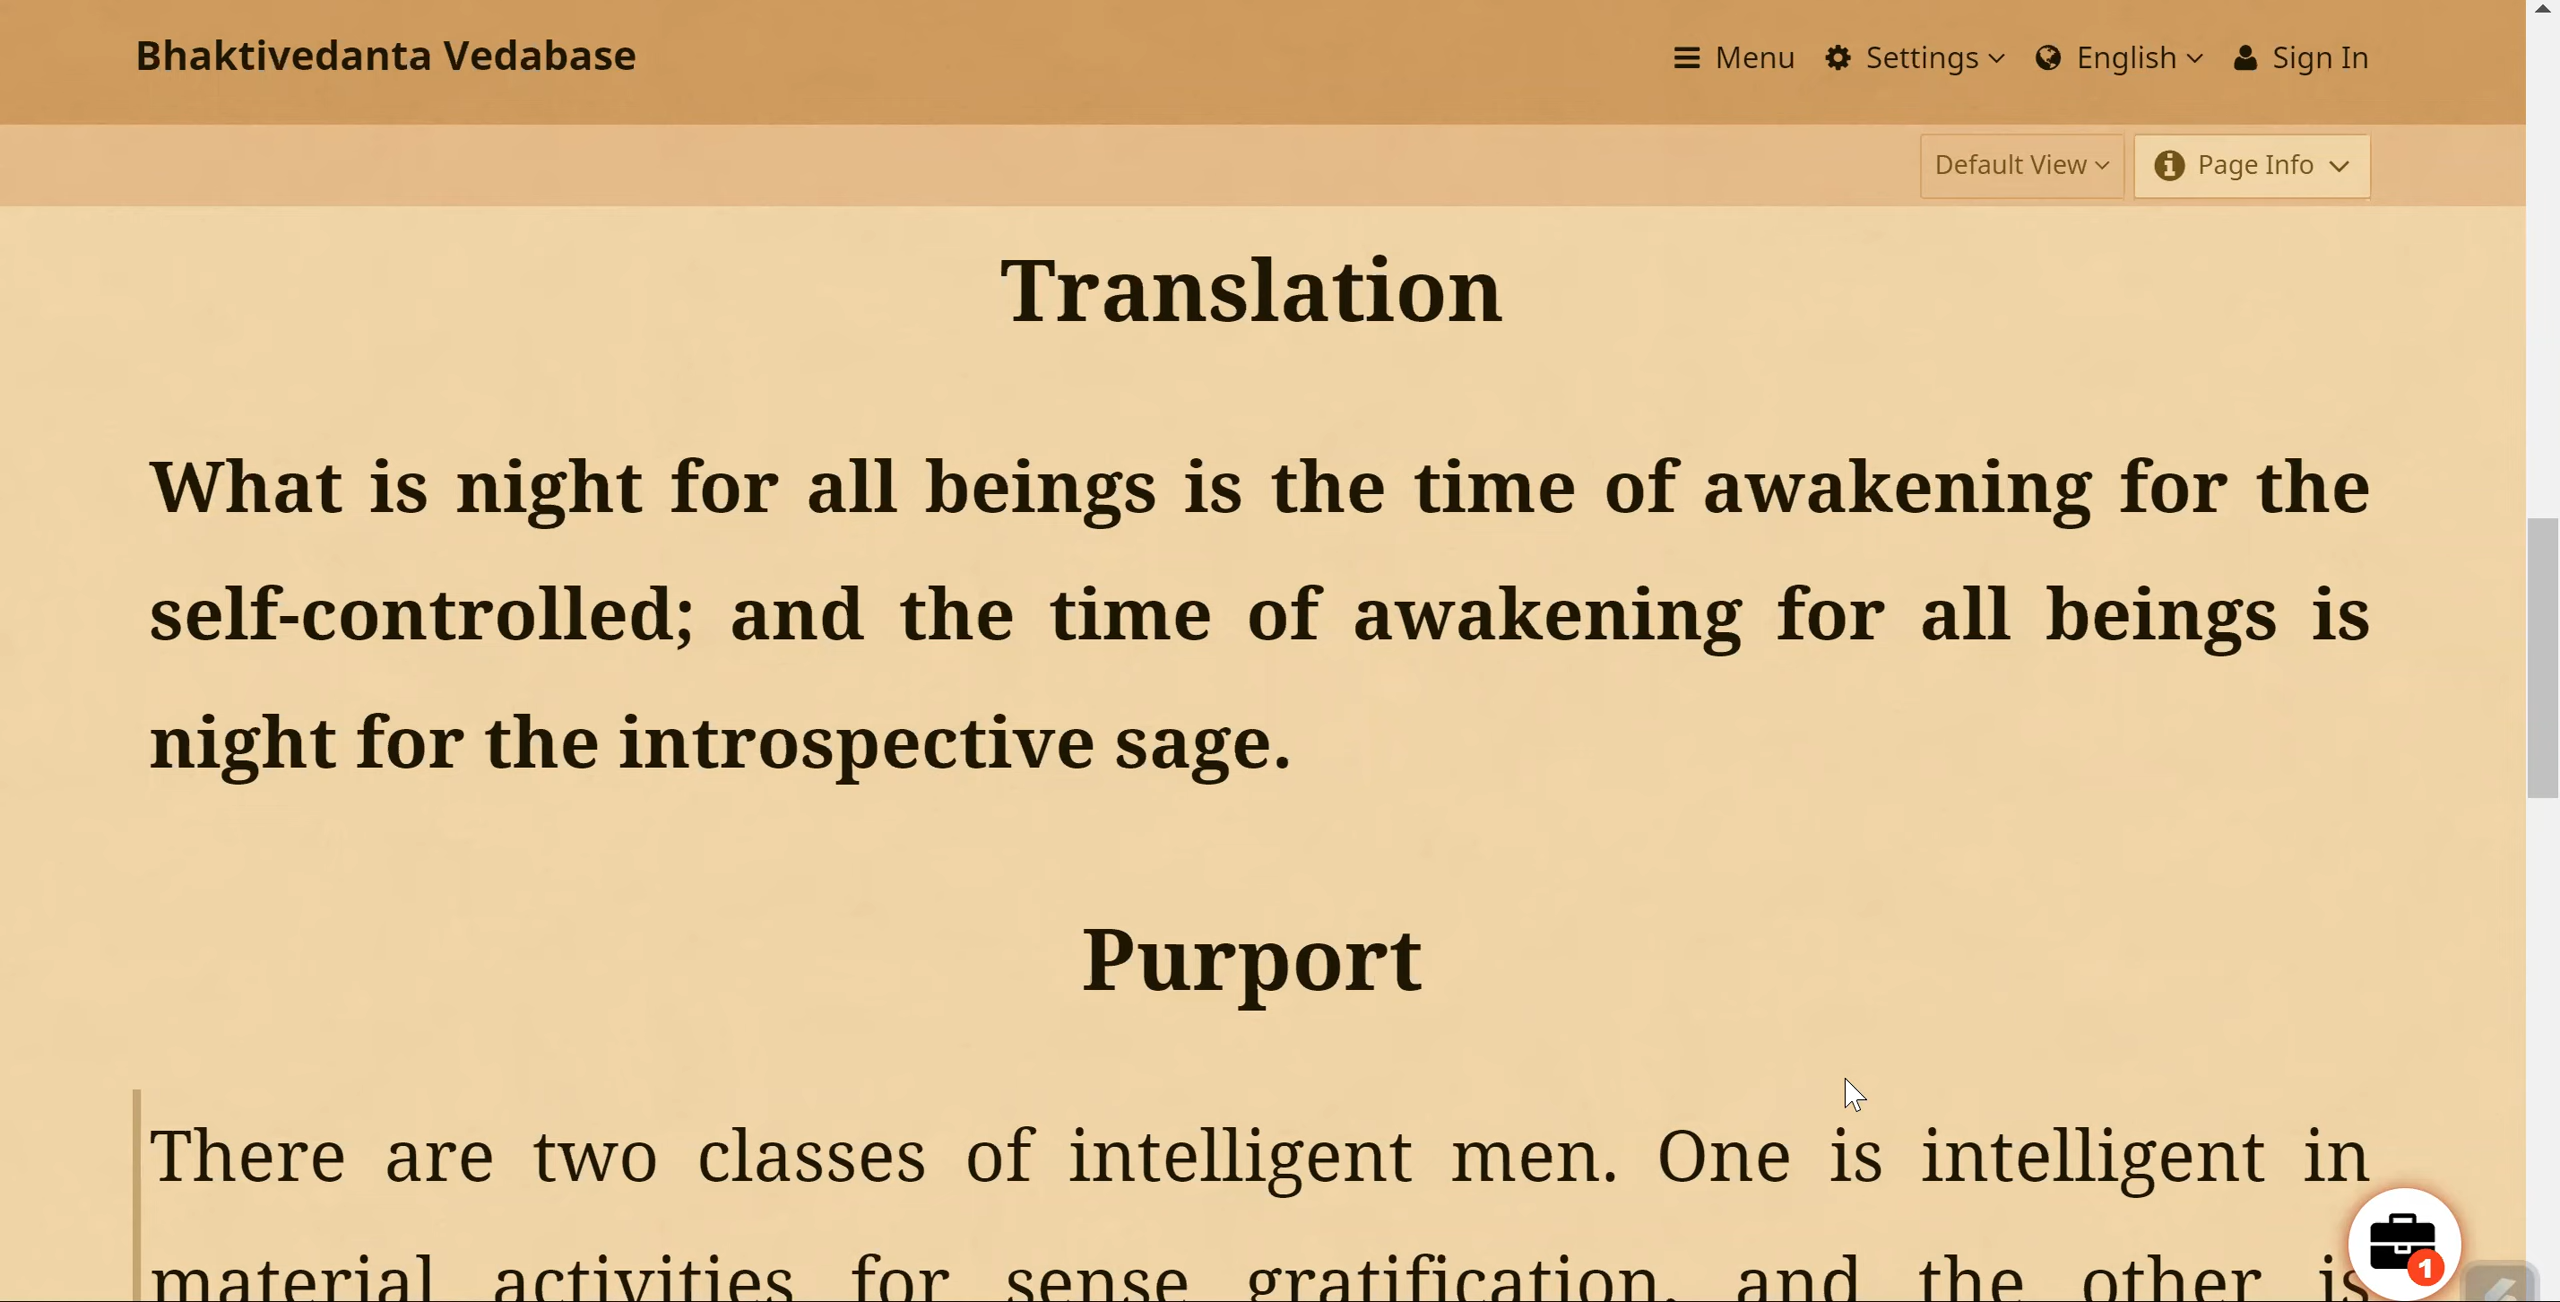 Bhaktivedanta Vedabase
Menu Settings English Sign In
Default View Page Info
Translation
What is night for all beings is the time of awakening for the
self-controlled; and the time of awakening for all beings is
night for the introspective sage.
Purport
There are two classes of intelligent men. One is intelligent in
material activities for sense gratification, and the other is
1